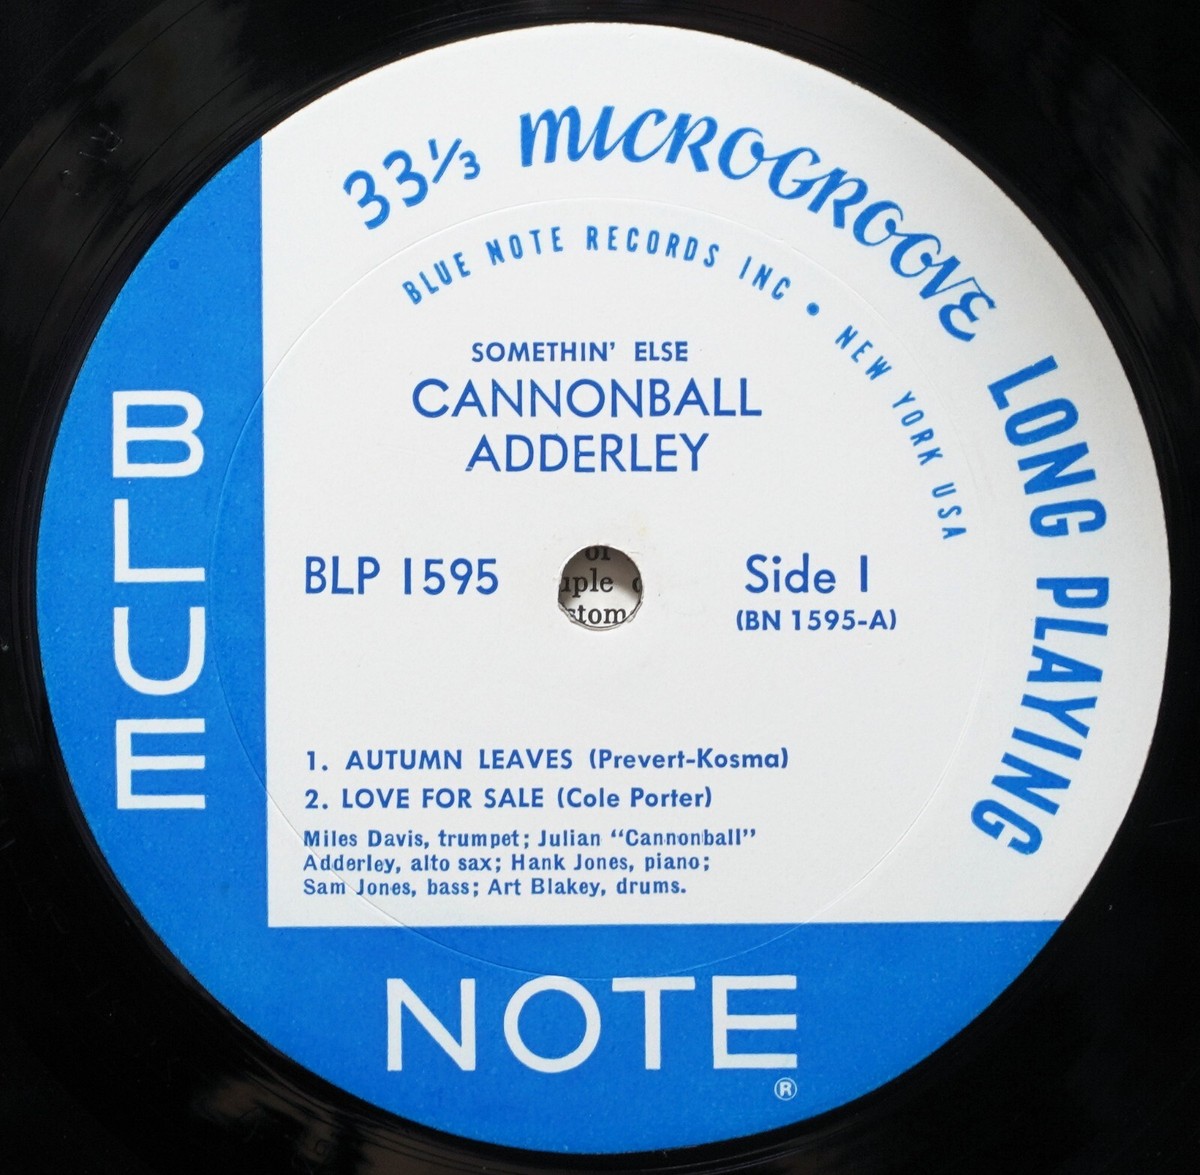 33⅓ MICROGROOVE LONG PLAYING
BLUE NOTE RECORDS INC • NEW YORK USA
SOMETHIN' ELSE
CANNONBALL
ADDERLEY
BLP 1595
Side 1
(BN 1595-A)
1. AUTUMN LEAVES (Prevert-Kosma)
2. LOVE FOR SALE (Cole Porter)
Miles Davis, trumpet; Julian "Cannonball"
Adderley, alto sax; Hank Jones, piano;
Sam Jones, bass; Art Blakey, drums.
BLUE
NOTE
®